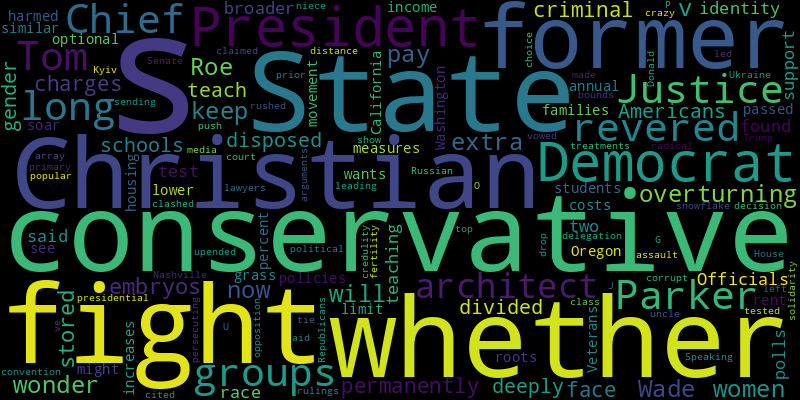 harmed
similar
Chief
President
broader
niece
income
former
criminal
P
crazy
V
identity
optional
Tom
claimed
distance
Senate
pay
choice
led
Donald
Ukraine
support
gender
Kyiv
S
State
Roe
prior
movement
California
Washington
made
bounds
Justice
charges
teach
long
sending
keep
rushed
show
annual
families
Americans
passed
soar
push
extra
revered
found
Trump
schools
media
disposed
measures
treatments
radical
array
primary
popular
housing
Christian
test
court
arguments
wants
leading
Russian
Democrat
lower
clashed
lawyers
O
students
snowflake
decision
overturning
conservative
said
see
percent
upended
political
credulity
fertility
top
costs
two
drop
delegation
Oregon
G
assault
House
solidarity
Nashville
grass
policies
teaching
embryos
now
architect
J
corrupt
Officials
left
stored
presidential
persecuting
will
limit
divided
class
Parker
rent
fight
whether
ve
U
opposition
tie
aid
Republicans
Veterans
uncle
tested
increases
roots
Speaking
polls
convention
might
groups
rulings
wonder
cited
race
permanently
deeply
face
Wade
women